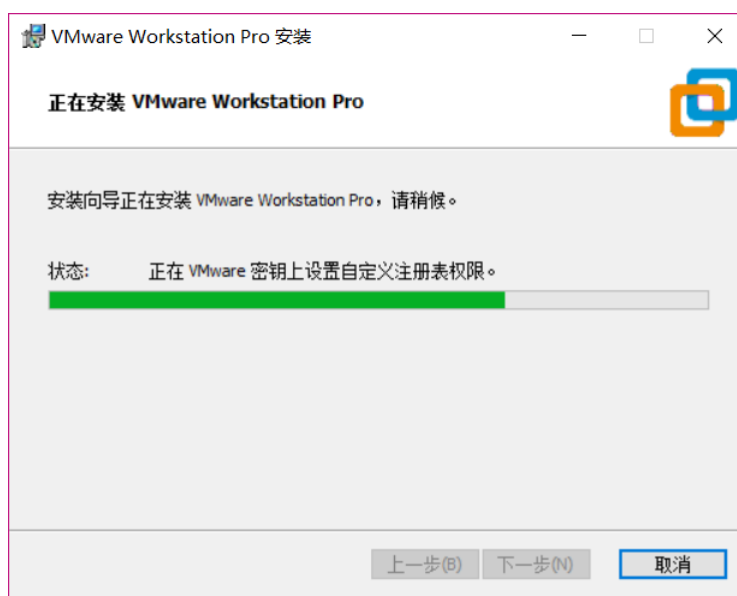 VMware Workstation Pro 安装
正在安装 VMware Workstation Pro
安装向导正在安装 VMware Workstation Pro，请稍候。
状态: 正在 VMware 密钥上设置自定义注册表权限。
上一步(B) 下一步(N) 取消